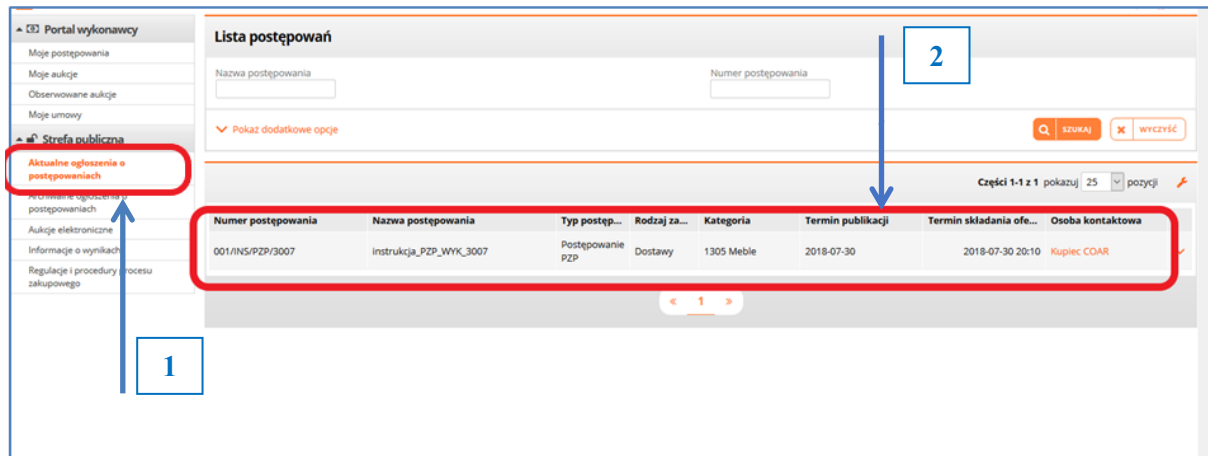 Portal wykonawcy
Moje postępowania
Moje aukcje
Obserwowane aukcje
Moje umowy
Strefa publiczna
Aktualne ogłoszenia o
postępowaniach
Archiwalne ogłoszenia o
postępowaniach
Aukcje elektroniczne
Informacje o wynikach
Regulacje i procedury procesu
zakupowego
1
Lista postępowań
2
Nazwa postępowania Numer postępowania
Pokaż dodatkowe opcje SZUKAJ WYCZYŚĆ
Części 1-1 z 1 pokazuj 25 pozycji
Numer postępowania Nazwa postępowania Typ postęp... Rodzaj za... Kategoria Termin publikacji Termin składania ofe... Osoba kontaktowa
001/INS/PZP/3007 instrukcja_PZP_WYK_3007 Postępowanie PZP Dostawy 1305 Meble 2018-07-30 2018-07-30 20:10 Kupiec COAR
« 1 »